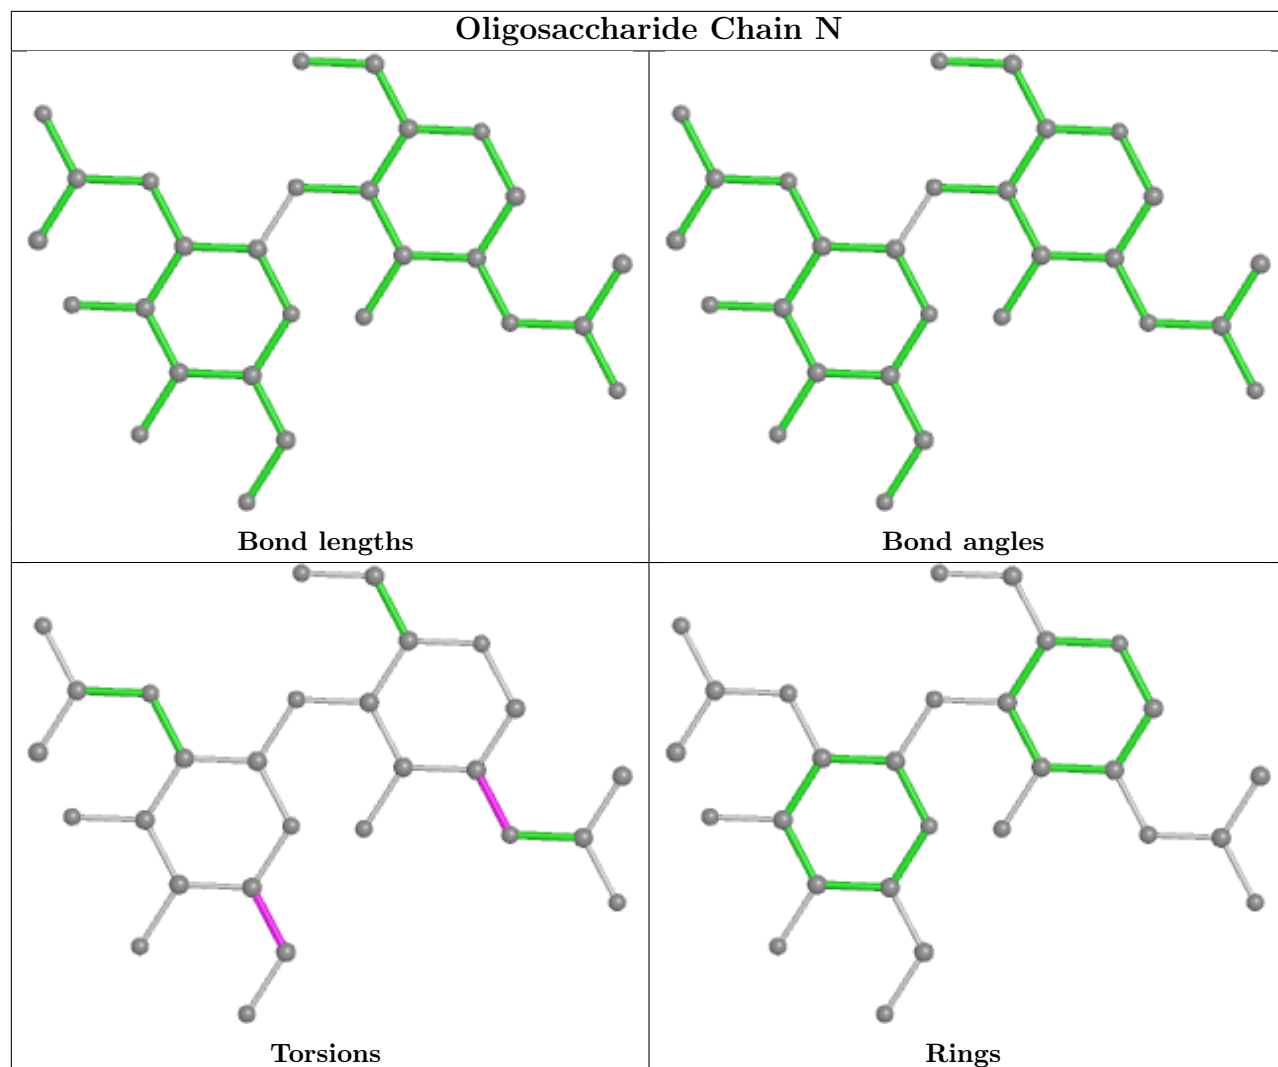 Oligosaccharide Chain N
Bond lengths
Bond angles
Torsions
Rings